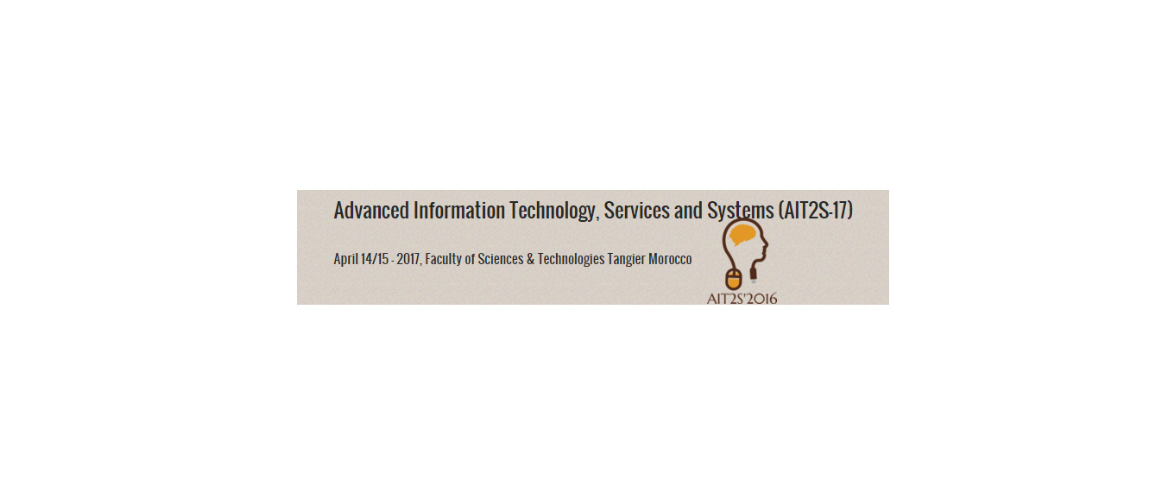 Advanced Information Technology, Services and Systems (AIT2S-17)
April 14/15 - 2017, Faculty of Sciences & Technologies Tangier Morocco
AIT2S'2016